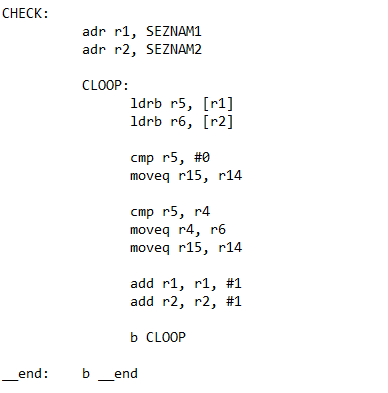 CHECK:
adr r1, SEZNAM1
adr r2, SEZNAM2
CLOOP:
ldrb r5, [r1]
ldrb r6, [r2]
cmp r5, #0
moveq r15, r14
cmp r5, r4
moveq r4, r6
moveq r15, r14
add r1, r1, #1
add r2, r2, #1
b CLOOP
__end: b __end